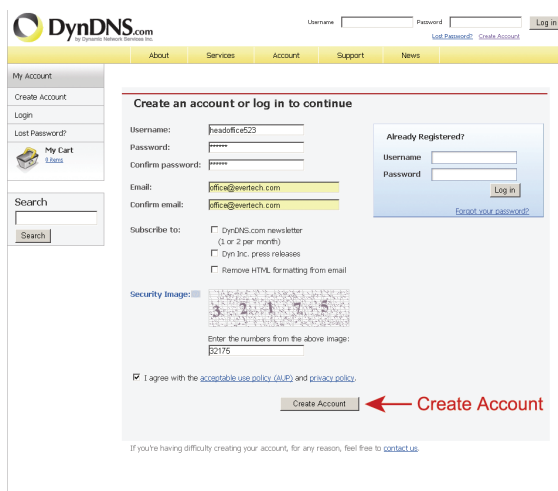 DynDNS.com
by Dynamic Network Services Inc.
Username
Password
Log in
Lost Password? Create Account
About Services Account Support News
My Account
Create Account
Login
Lost Password?
My Cart
0 items
Search
Search
Create an account or log in to continue
Username: headoffice523
Password: ******
Confirm password: ******
Email: office@evertech.com
Confirm email: office@evertech.com
Subscribe to:
DynDNS.com newsletter
(1 or 2 per month)
Dyn Inc. press releases
Remove HTML formatting from email
Security Image:
3 2 1 7 5
Enter the numbers from the above image:
32175
I agree with the acceptable use policy (AUP) and privacy policy.
Create Account
Create Account
Already Registered?
Username
Password
Log in
Forgot your password?
If you're having difficulty creating your account, for any reason, feel free to contact us.